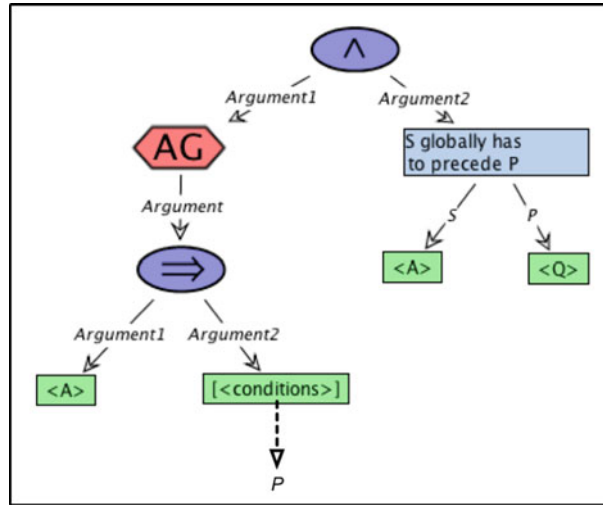 ∧
Argument1 Argument2
AG
S globally has
to precede P
Argument
S P
⇒
<A> <Q>
Argument1 Argument2
<A> [<conditions>]
P